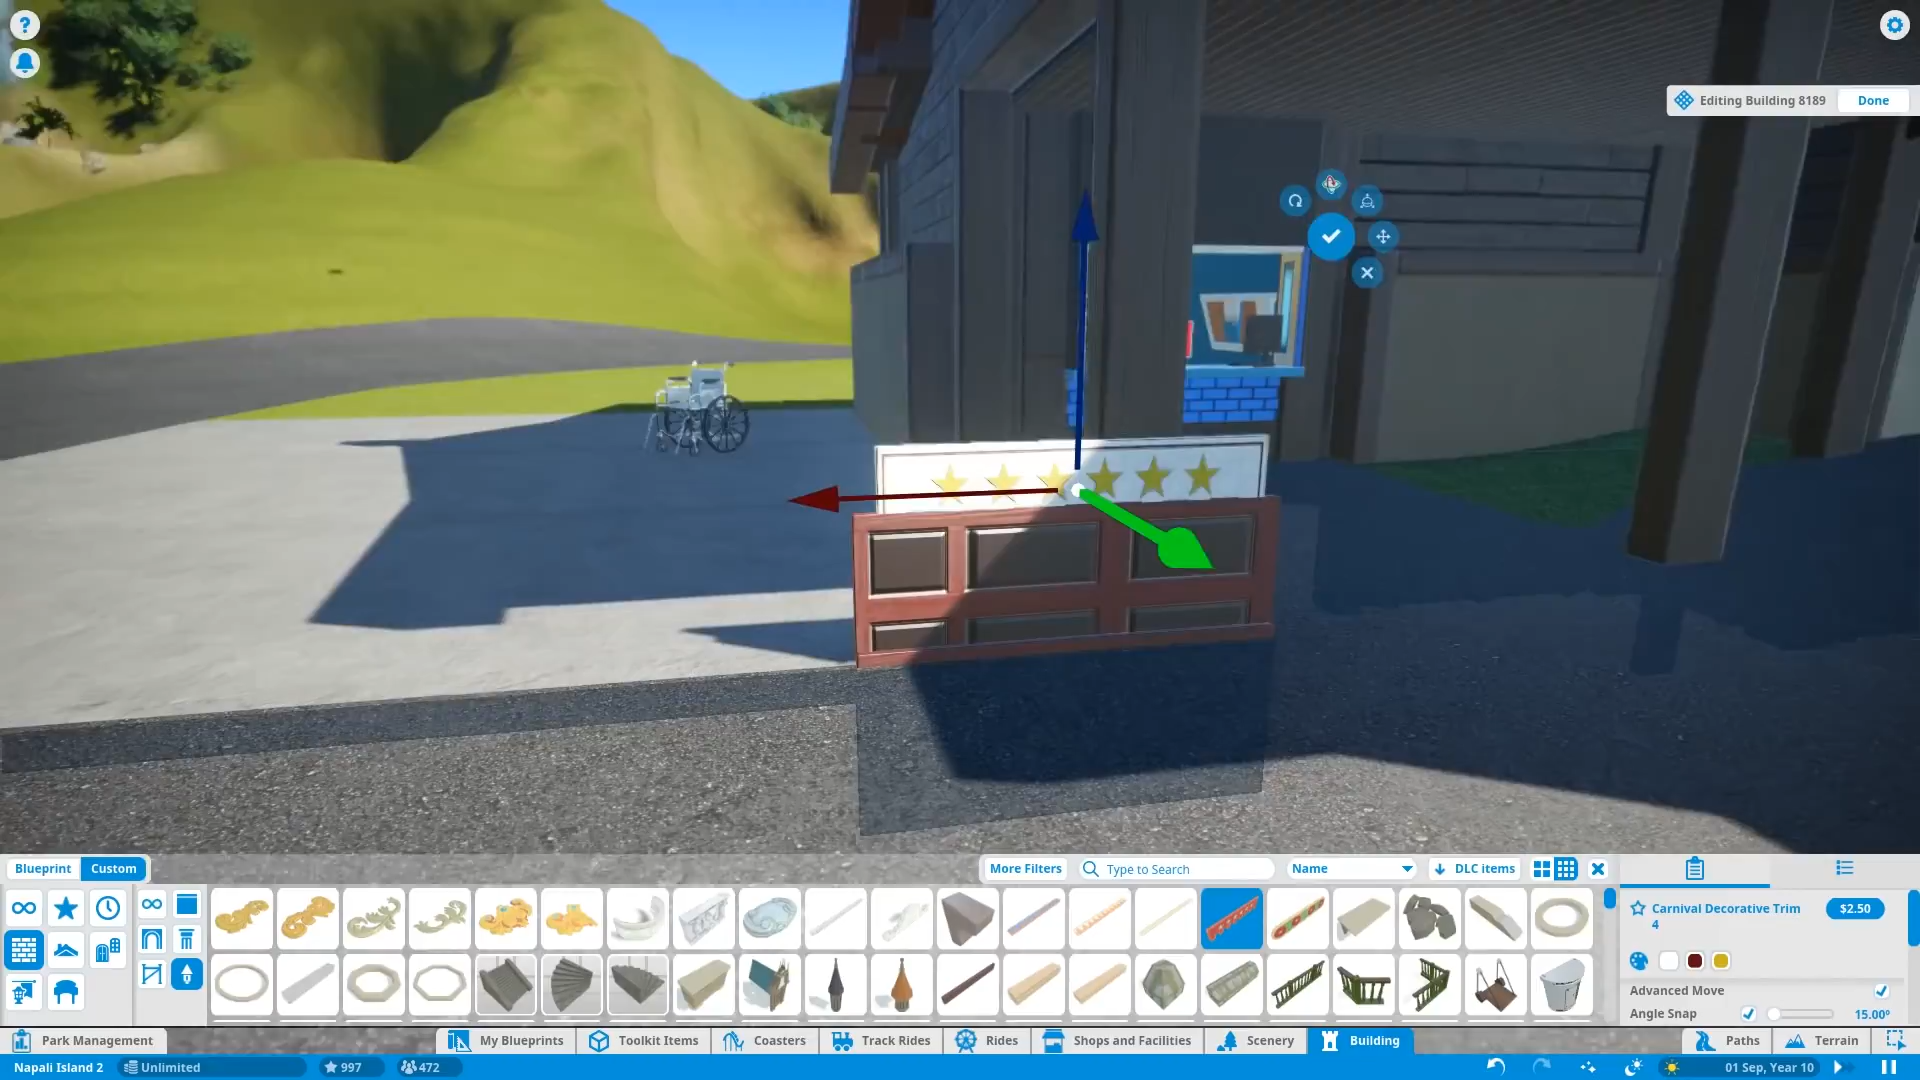 ?
Editing Building 8189 Done
Blueprint Custom
More Filters Type to Search Name DLC items
Carnival Decorative Trim
4
$2.50
Advanced Move
Angle Snap 15.00º
Park Management My Blueprints Toolkit Items Coasters Track Rides Rides Shops and Facilities Scenery Building Paths Terrain
Napali Island 2 Unlimited 997 472 01 Sep, Year 10